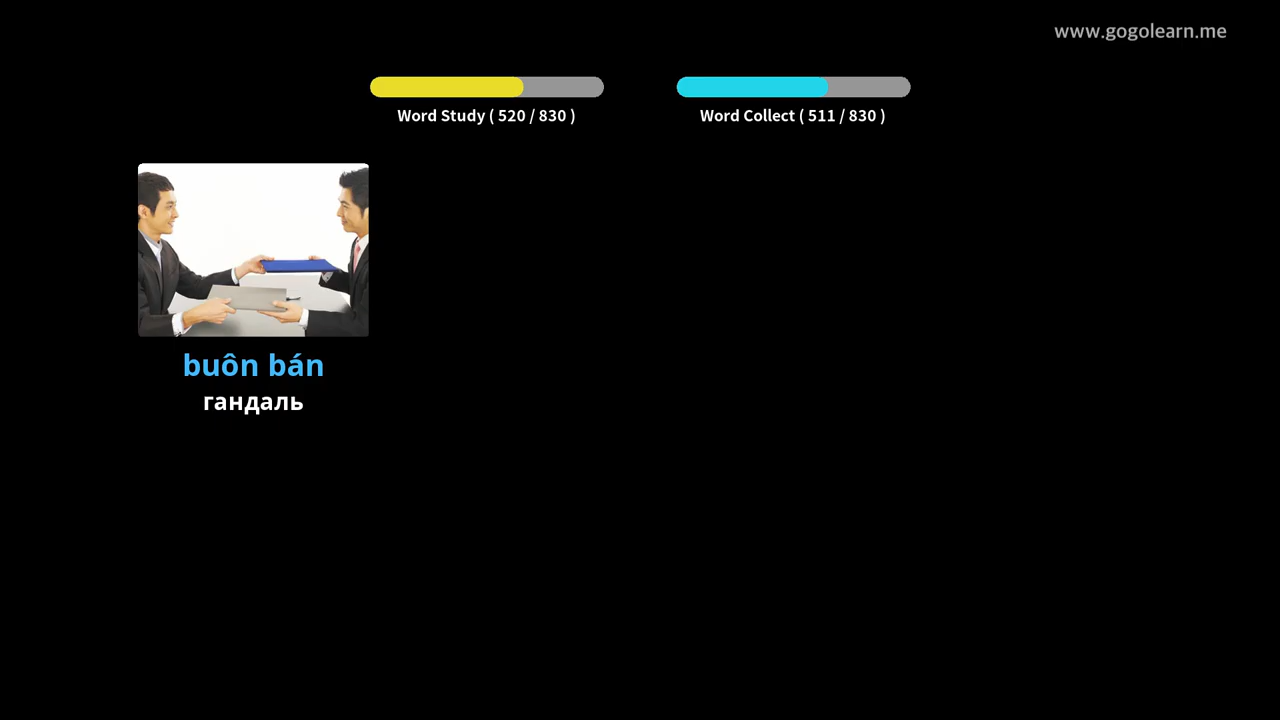 www.gogolearn.me
Word Study ( 520 / 830 )
Word Collect ( 511 / 830 )
buôn bán
гандаль